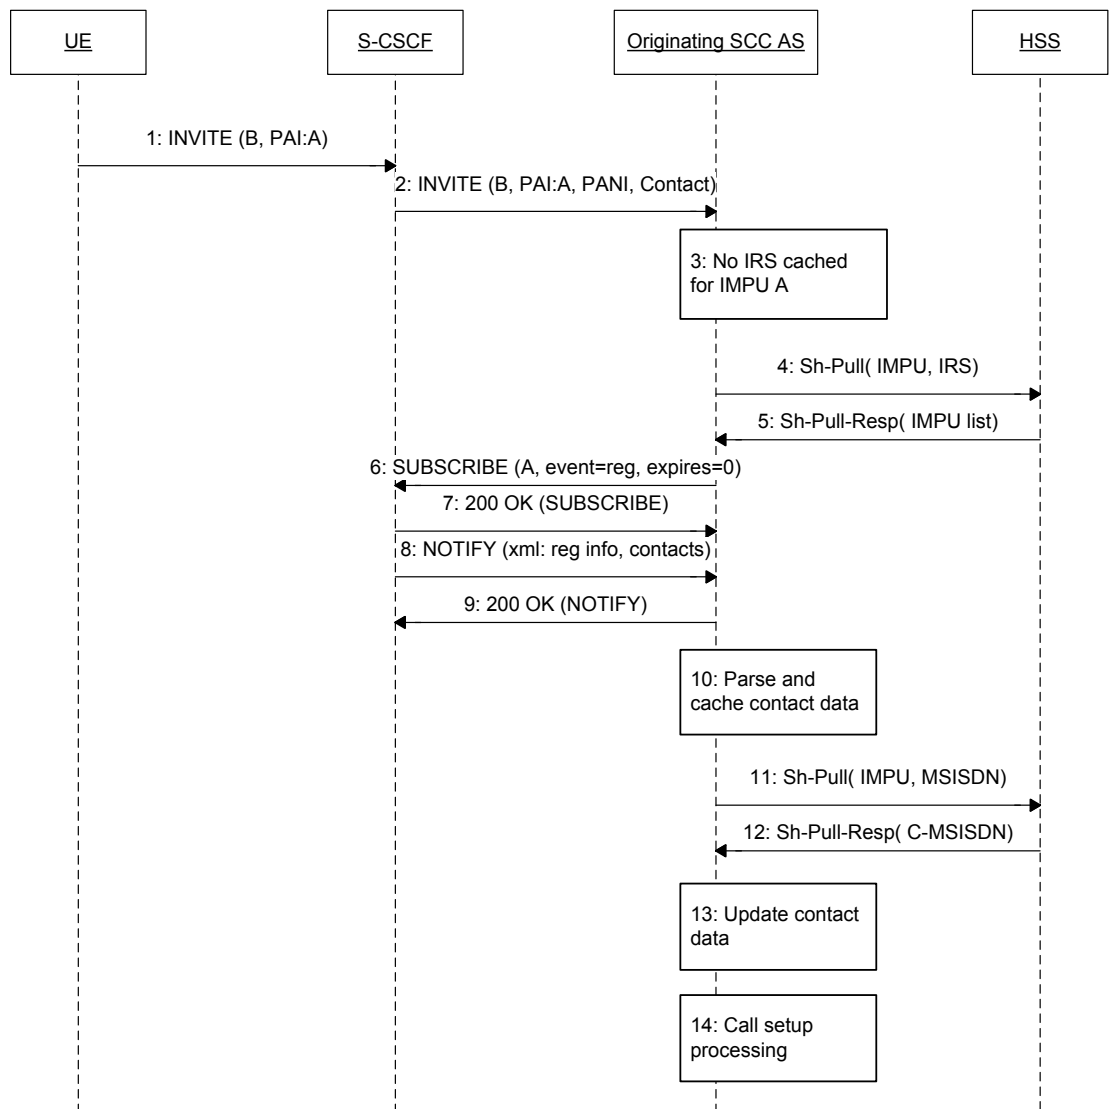 UE
S-CSCF
Originating SCC AS
HSS
1: INVITE (B, PAI:A)
2: INVITE (B, PAI:A, PANI, Contact)
3: No IRS cached
for IMPU A
4: Sh-Pull( IMPU, IRS)
5: Sh-Pull-Resp( IMPU list)
6: SUBSCRIBE (A, event=reg, expires=0)
7: 200 OK (SUBSCRIBE)
8: NOTIFY (xml: reg info, contacts)
9: 200 OK (NOTIFY)
10: Parse and
cache contact data
11: Sh-Pull( IMPU, MSISDN)
12: Sh-Pull-Resp( C-MSISDN)
13: Update contact
data
14: Call setup
processing